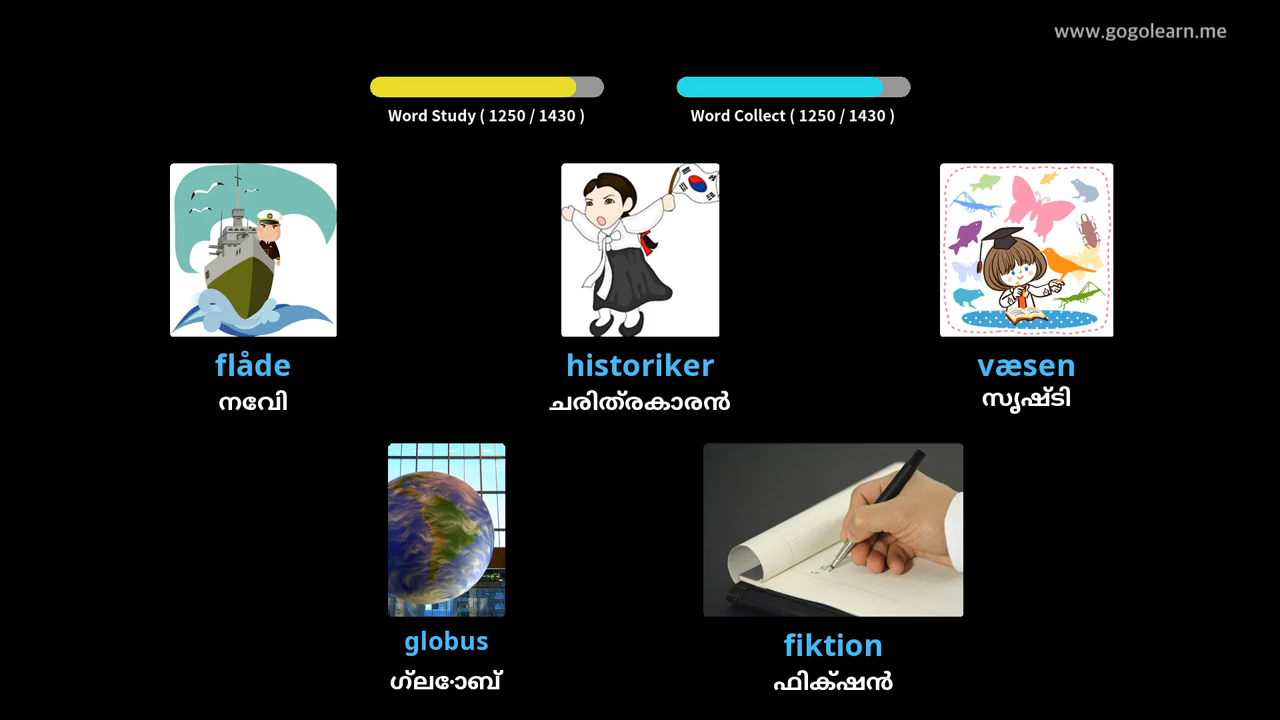 www.gogolearn.me
Word Study ( 1250 / 1430 )
Word Collect ( 1250 / 1430 )
flåde
historiker
væsen
നേവി
ചരിത്രകാരൻ
സൃഷ്ടി
globus
fiktion
ഗ്ലോബ്
ഫിക്ഷൻ